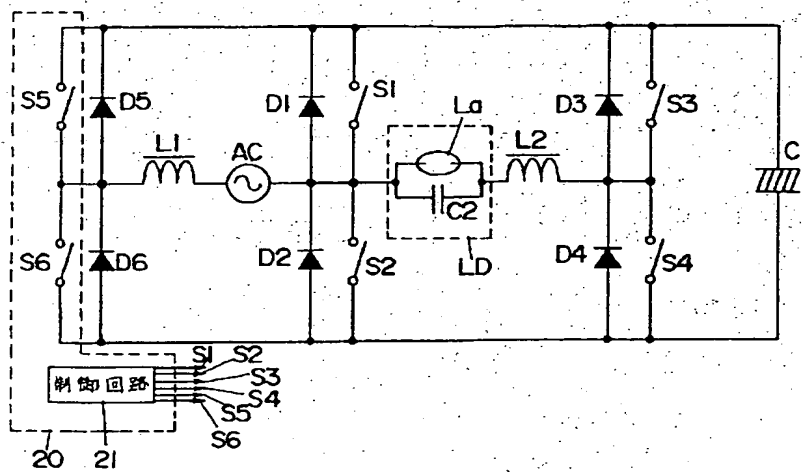 S5
D5
D1
S1
La
D3
S3
L1
AC
L2
C
C2
S6
D6
D2
S2
LD
D4
S4
制御回路
S1
S2
S3
S4
S5
S6
20
21